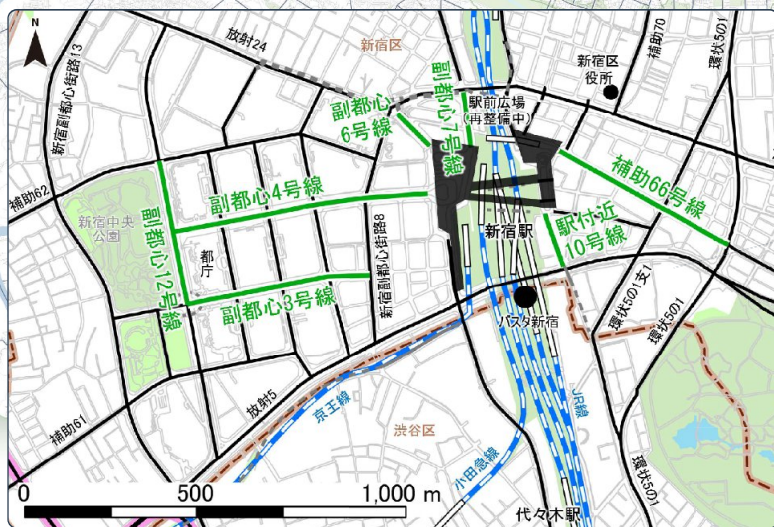 N
放射24
新宿区
補助70
環状5の1
新宿区
役所
新宿副都心街路13
副都心
6号線
副都心7号線
駅前広場
(再整備中)
補助62
新宿中央
公園
副都心4号線
補助66号線
副都心12号線
都庁
新宿駅
駅付近
10号線
新宿副都心街路8
副都心3号線
バスタ新宿
環状5の1支1
環状5の1
補助61
放射5
京王線
JR線
渋谷区
小田急線
環状5の1
代々木駅
0 500 1,000 m